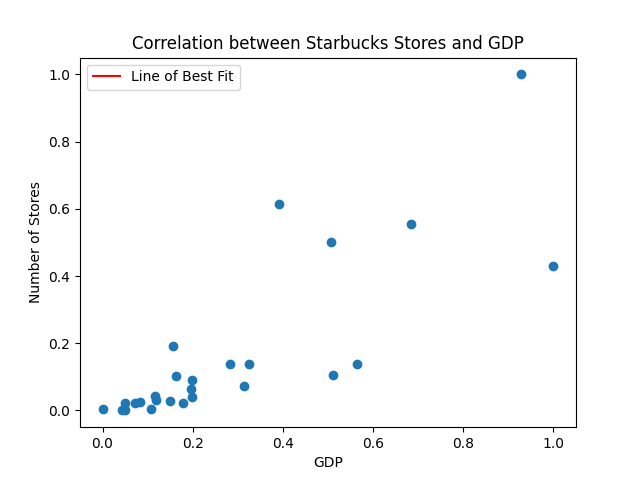 Correlation between Starbucks Stores and GDP
Line of Best Fit
Number of Stores
1.0
0.8
0.6
0.4
0.2
0.0
0.0 0.2 0.4 0.6 0.8 1.0
GDP